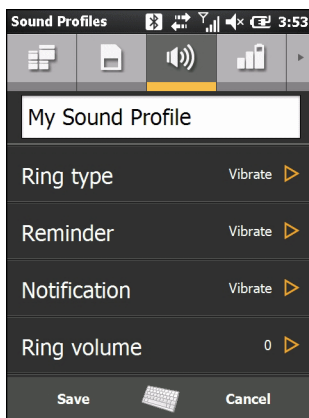 Sound Profiles 3:53
My Sound Profile
Ring type Vibrate
Reminder Vibrate
Notification Vibrate
Ring volume 0
Save Cancel